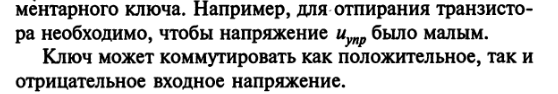 ментарного ключа. Например, для отпирания транзисто-
ра необходимо, чтобы напряжение uупр было малым.
Ключ может коммутировать как положительное, так и
отрицательное входное напряжение.